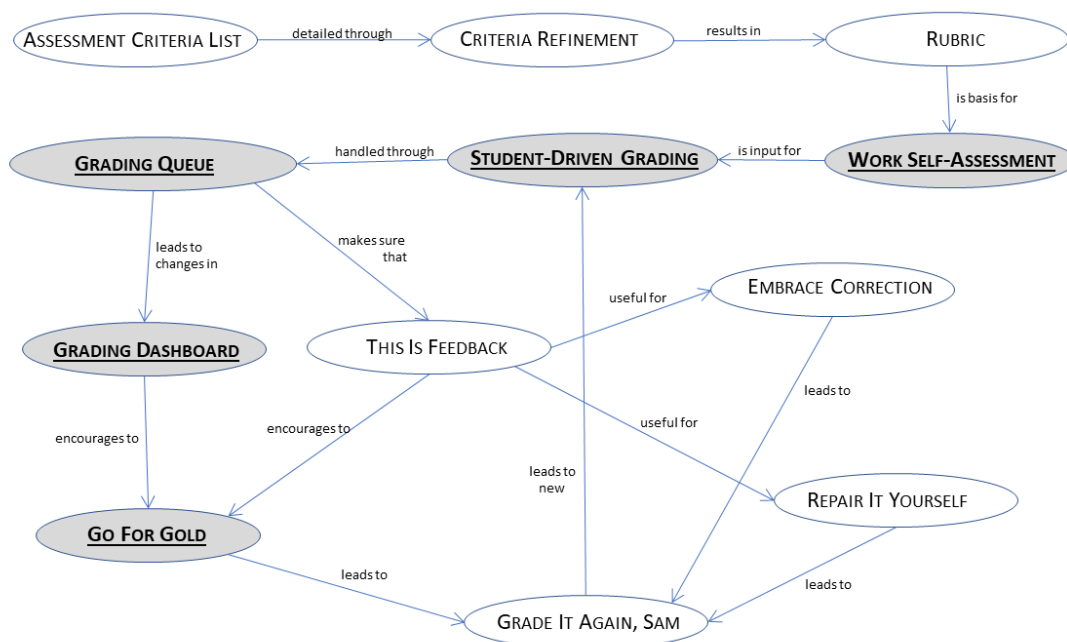 ASSESSMENT CRITERIA LIST
detailed through
CRITERIA REFINEMENT
results in
RUBRIC
is basis for
GRADING QUEUE
handled through
STUDENT-DRIVEN GRADING
is input for
WORK SELF-ASSESSMENT
leads to
changes in
makes sure
that
useful for
EMBRACE CORRECTION
GRADING DASHBOARD
THIS IS FEEDBACK
leads to
encourages to
encourages to
useful for
leads to
new
REPAIR IT YOURSELF
GO FOR GOLD
leads to
leads to
GRADE IT AGAIN, SAM